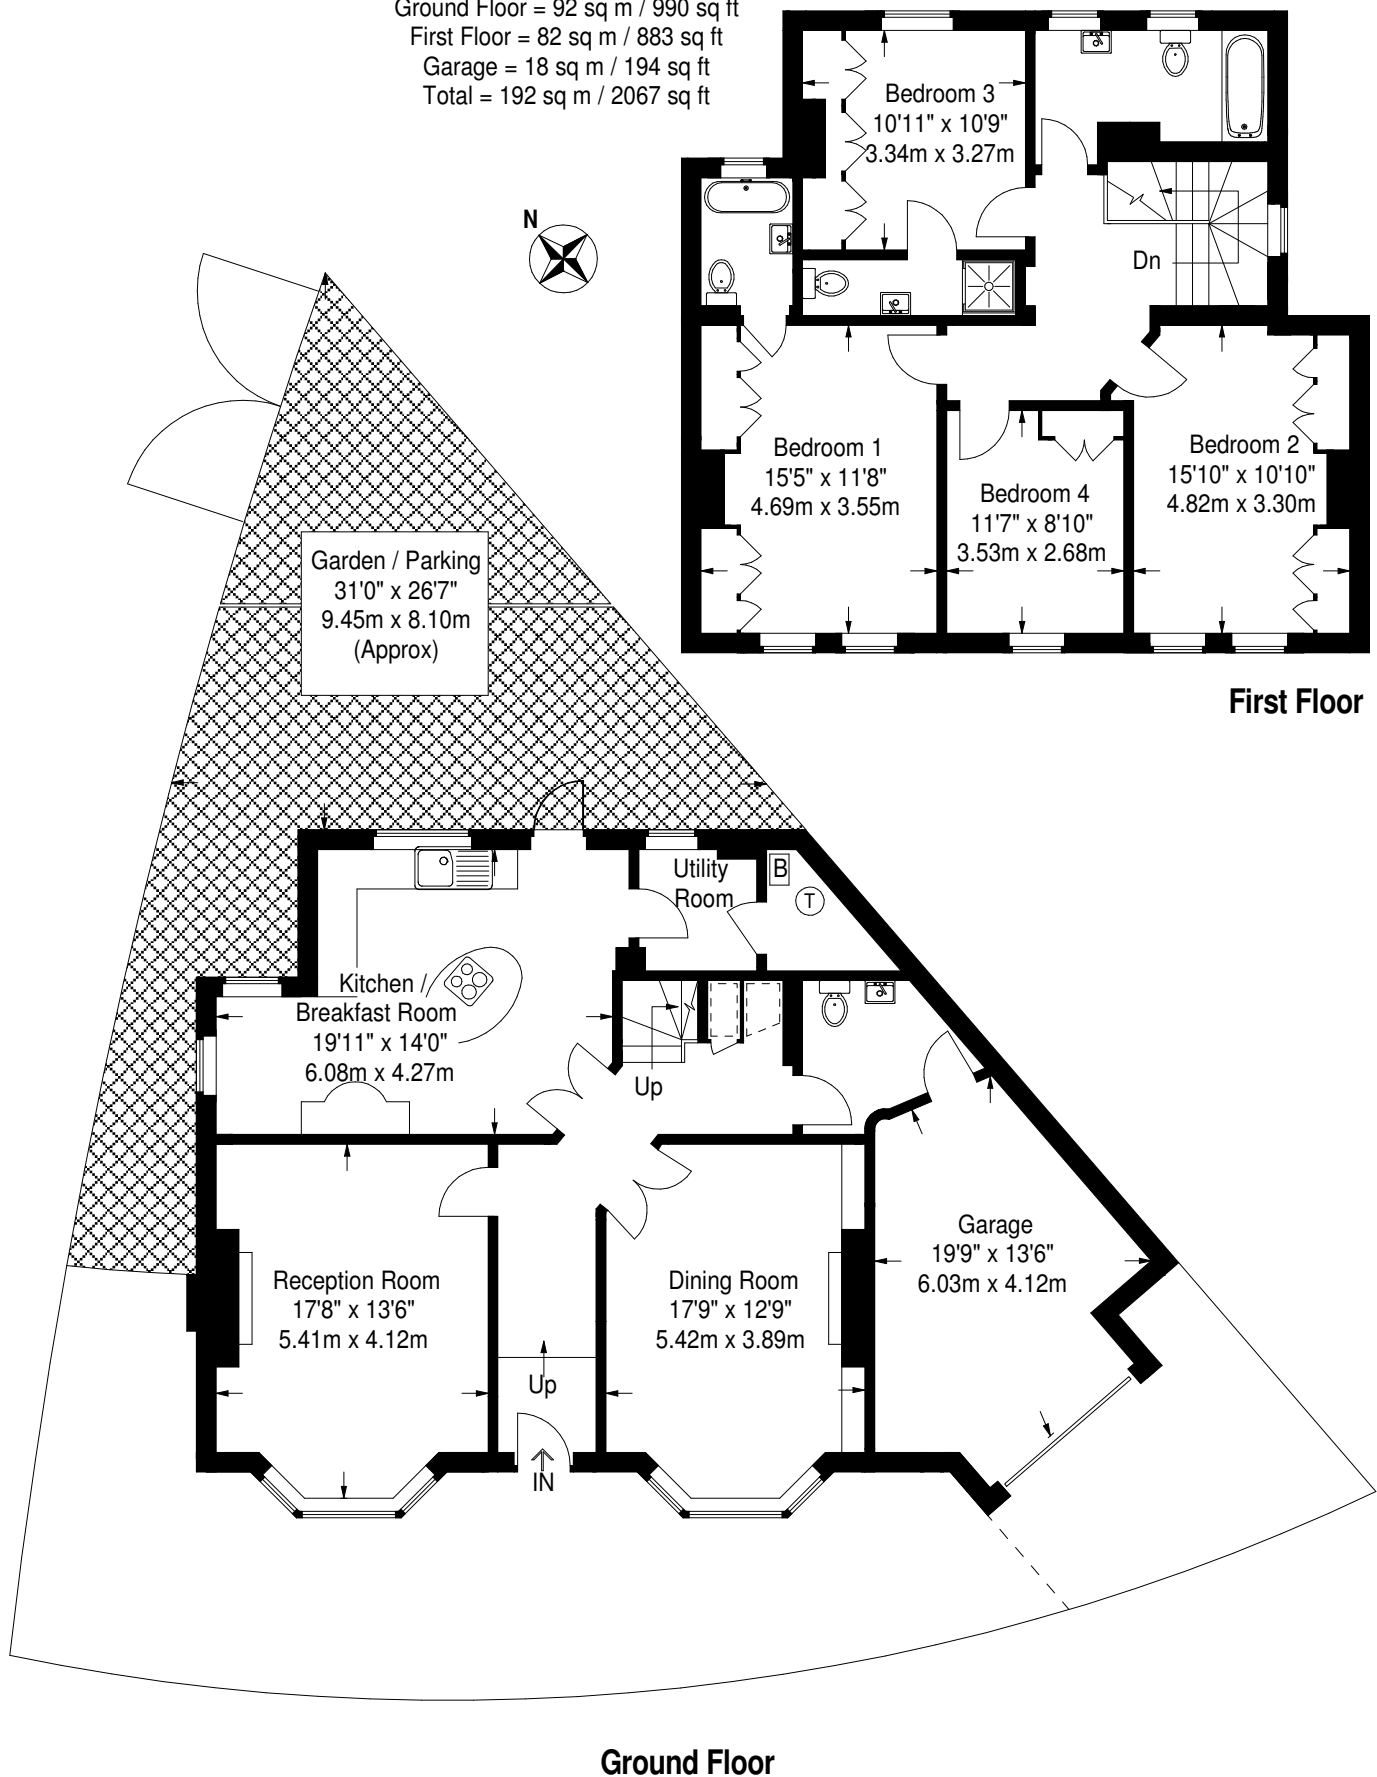 Ground Floor = 92 sq m / 990 sq ft
First Floor = 82 sq m / 883 sq ft
Garage = 18 sq m / 194 sq ft
Total = 192 sq m / 2067 sq ft
N
Bedroom 3
10'11" x 10'9"
3.34m x 3.27m
Dn
Bedroom 1
15'5" x 11'8"
4.69m x 3.55m
Bedroom 4
11'7" x 8'10"
3.53m x 2.68m
Bedroom 2
15'10" x 10'10"
4.82m x 3.30m
First Floor
Garden / Parking
31'0" x 26'7"
9.45m x 8.10m
(Approx)
Utility
Room
B
T
Kitchen /
Breakfast Room
19'11" x 14'0"
6.08m x 4.27m
Up
Reception Room
17'8" x 13'6"
5.41m x 4.12m
Dining Room
17'9" x 12'9"
5.42m x 3.89m
Garage
19'9" x 13'6"
6.03m x 4.12m
Up
IN
Ground Floor